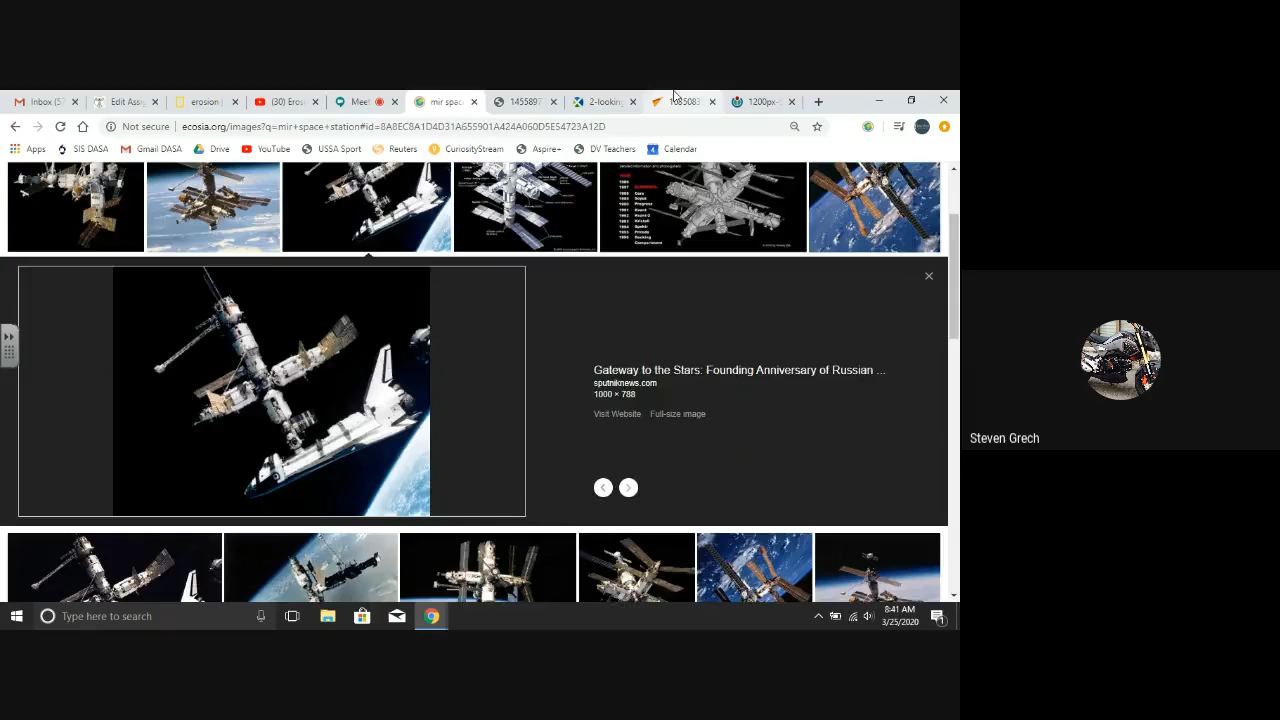 Inbox (57
Edit Assig
erosion
(30) Eros
Meet
mir spac
1455897
2-looking
1085083
1200px-
Not secure
ecosia.org/images?q=mir+space+station#id=8A8EC8A1D4D31A655901A424A060D5E54723A12D
Apps
SIS DASA
Gmail DASA
Drive
YouTube
USSA Sport
Reuters
CuriosityStream
Aspire+
DV Teachers
Calendar
Gateway to the Stars: Founding Anniversary of Russian ...
sputniknews.com
1000 × 788
Visit Website Full-size image
Steven Grech
Type here to search
8:41 AM
3/25/2020